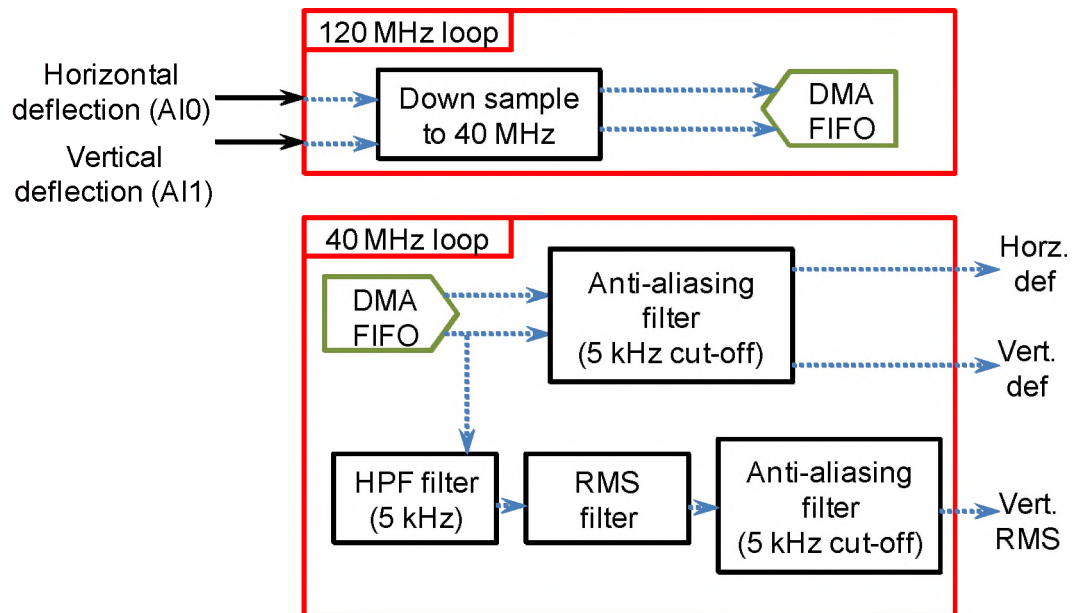 120 MHz loop
Horizontal
deflection (AI0)
Vertical
deflection (AI1)
Down sample
to 40 MHz
DMA
FIFO
40 MHz loop
DMA
FIFO
Anti-aliasing
filter
(5 kHz cut-off)
Horz.
def
Vert.
def
HPF filter
(5 kHz)
RMS
filter
Anti-aliasing
filter
(5 kHz cut-off)
Vert.
RMS